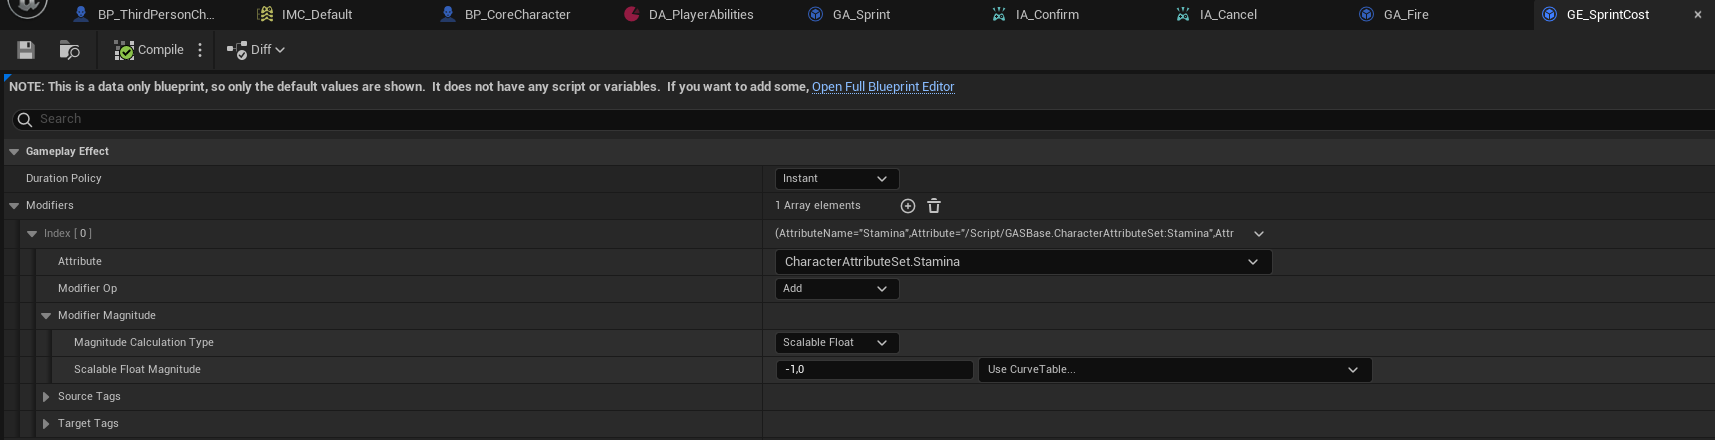 BP_ThirdPersonCh... IMC_Default BP_CoreCharacter DA_PlayerAbilities GA_Sprint IA_Confirm IA_Cancel GA_Fire GE_SprintCost
Compile Diff
NOTE: This is a data only blueprint, so only the default values are shown. It does not have any script or variables. If you want to add some, Open Full Blueprint Editor
Search
Gameplay Effect
Duration Policy Instant
Modifiers 1 Array elements
Index [ 0 ] (AttributeName="Stamina",Attribute="/Script/GASBase.CharacterAttributeSet:Stamina",Attr
Attribute CharacterAttributeSet.Stamina
Modifier Op Add
Modifier Magnitude
Magnitude Calculation Type Scalable Float
Scalable Float Magnitude -1,0 Use CurveTable...
Source Tags
Target Tags